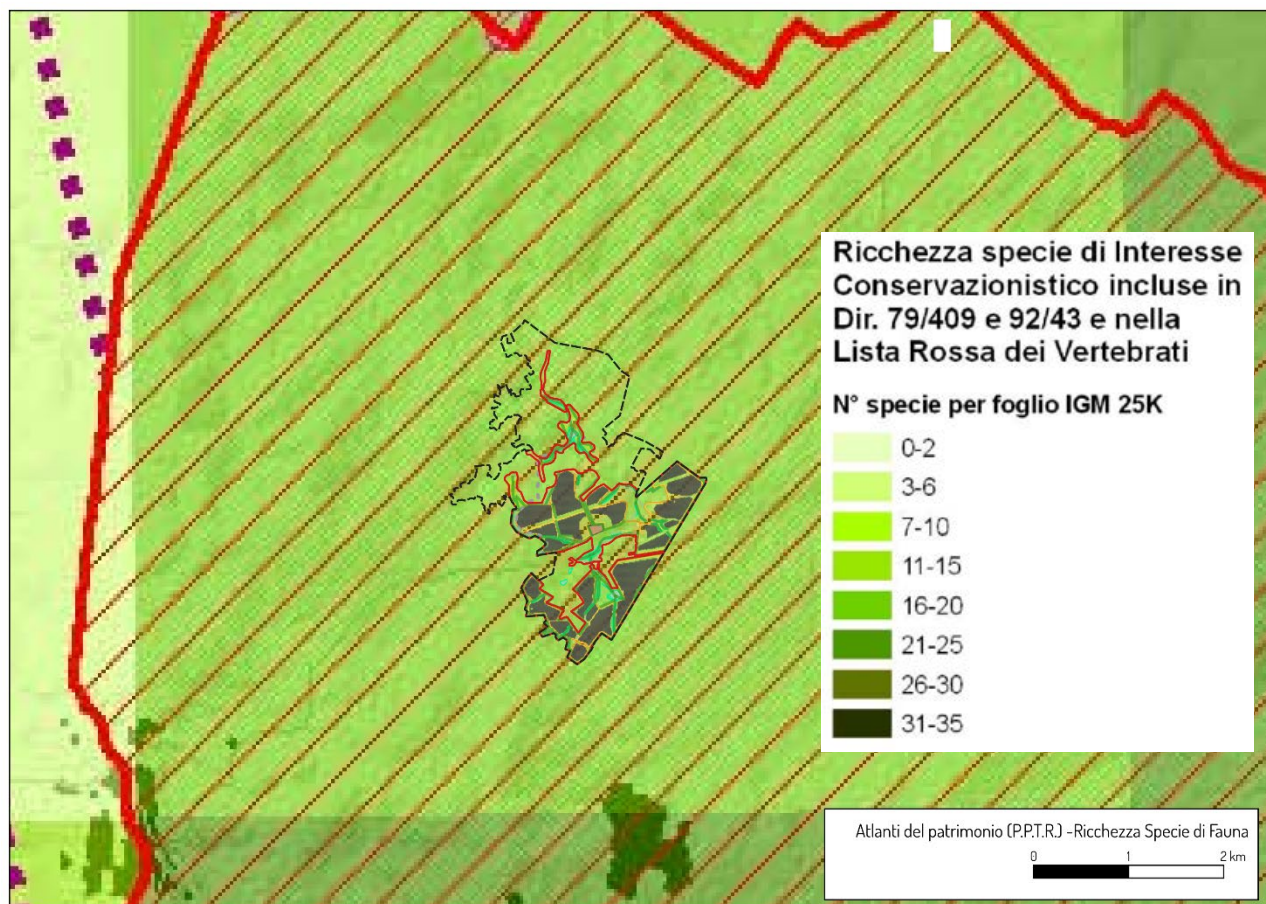 Ricchezza specie di Interesse
Conservazionistico incluse in
Dir. 79/409 e 92/43 e nella
Lista Rossa dei Vertebrati
N° specie per foglio IGM 25K
0-2
3-6
7-10
11-15
16-20
21-25
26-30
31-35
Atlanti del patrimonio (P.P.T.R.) -Ricchezza Specie di Fauna
0 1 2 km